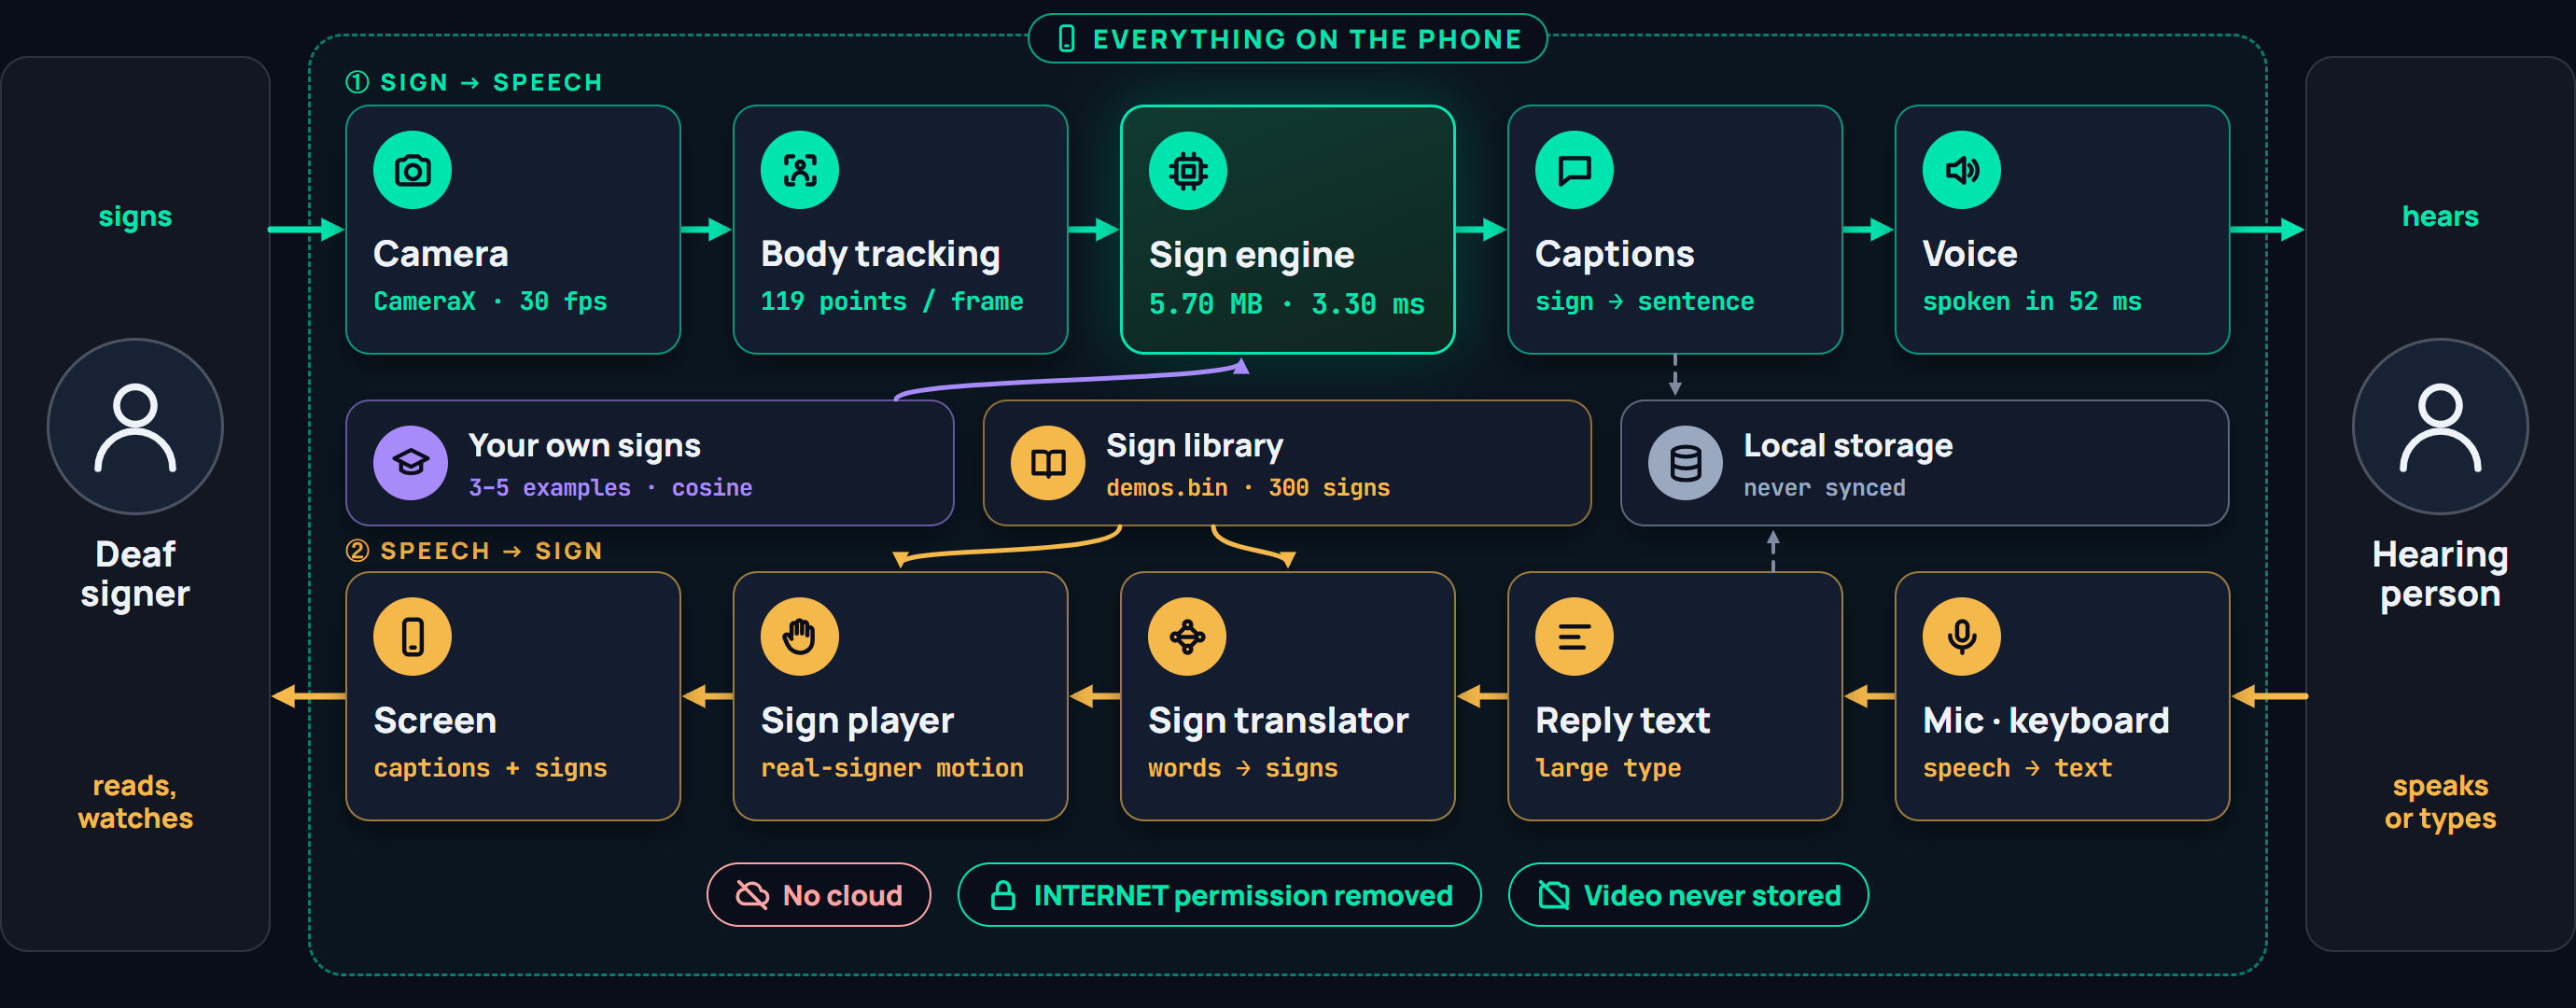 EVERYTHING ON THE PHONE
① SIGN → SPEECH
signs
Camera
CameraX · 30 fps
Body tracking
119 points / frame
Sign engine
5.70 MB · 3.30 ms
Captions
sign → sentence
Voice
spoken in 52 ms
hears
Your own signs
3–5 examples · cosine
Sign library
demos.bin · 300 signs
Local storage
never synced
Deaf
signer
Hearing
person
② SPEECH → SIGN
Screen
captions + signs
Sign player
real-signer motion
Sign translator
words → signs
Reply text
large type
Mic · keyboard
speech → text
reads,
watches
speaks
or types
No cloud
INTERNET permission removed
Video never stored